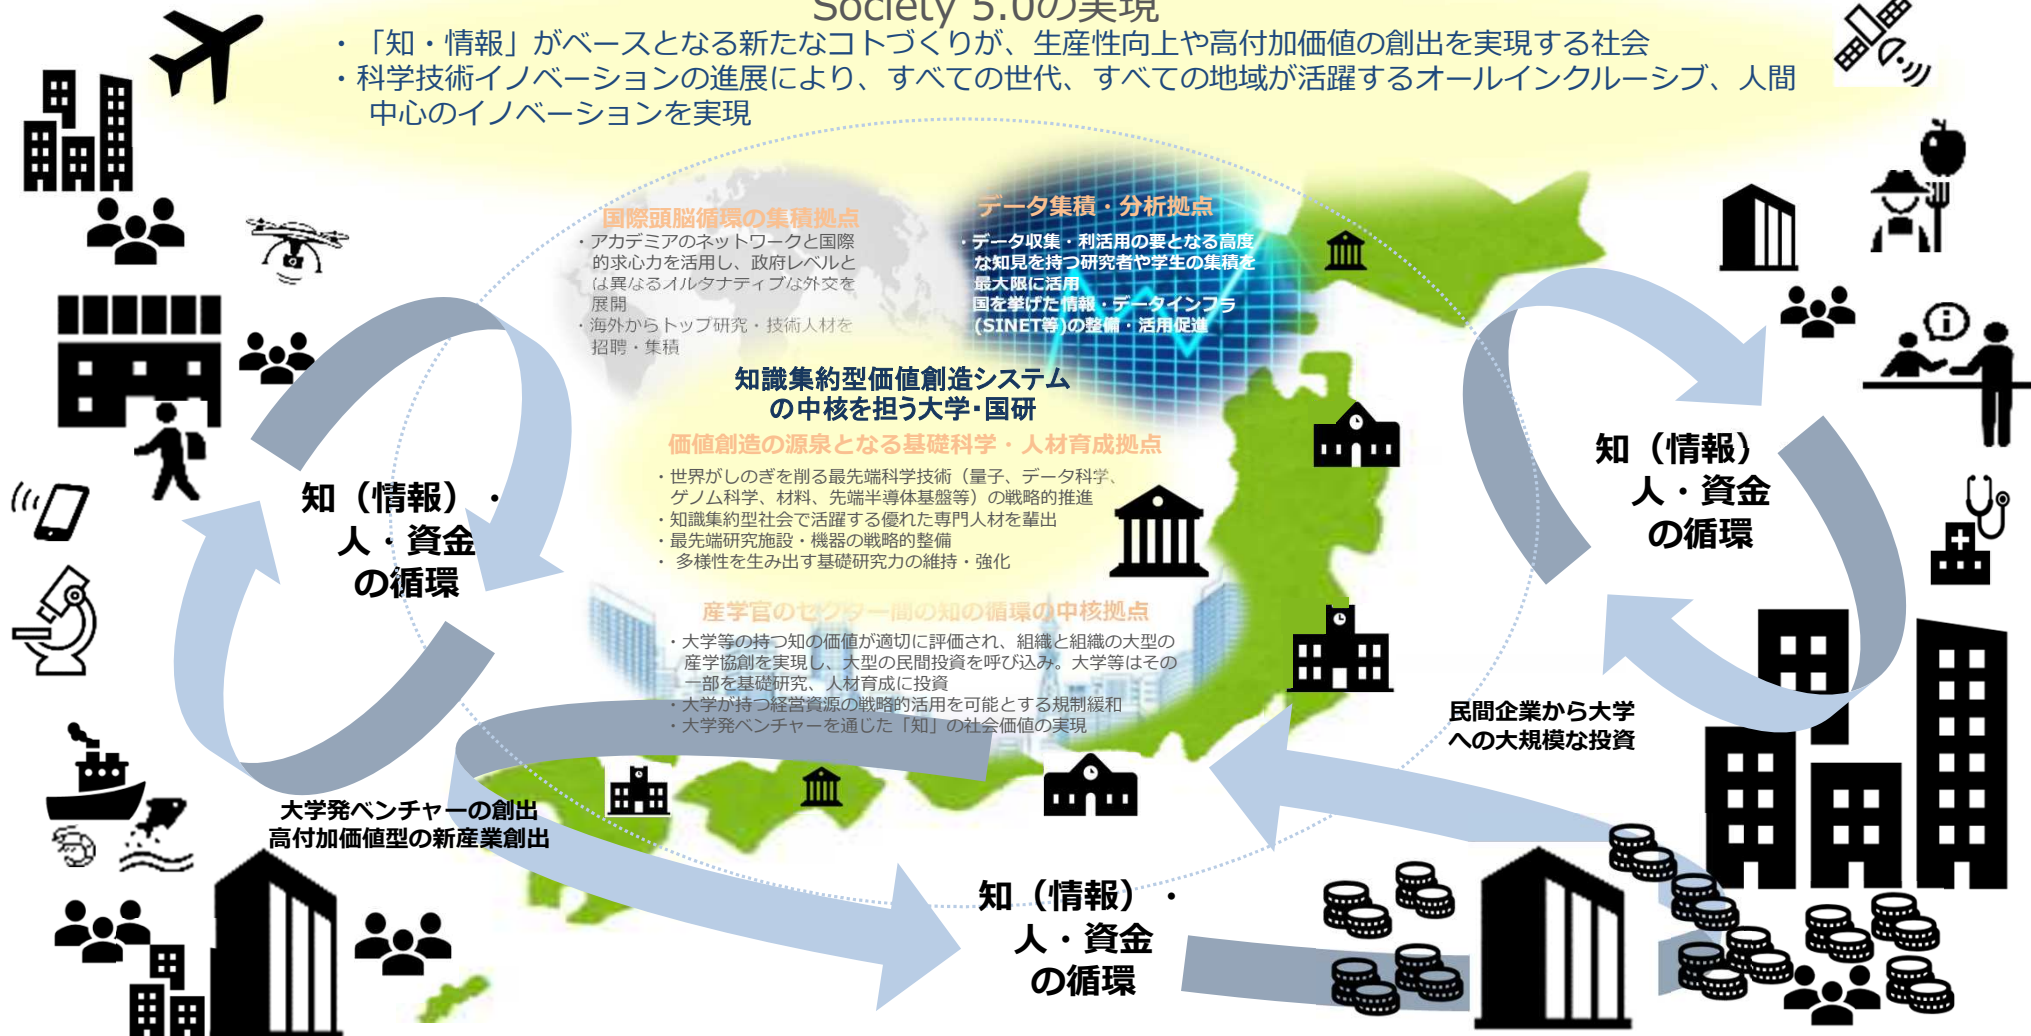 Society 5.0の実現
・「知・情報」がベースとなる新たなコトづくりが、生産性向上や高付加価値の創出を実現する社会
・科学技術イノベーションの進展により、すべての世代、すべての地域が活躍するオールインクルーシブ、人間
中心のイノベーションを実現
国際頭脳循環の集積拠点
・アカデミアのネットワークと国際
的求心力を活用し、政府レベルと
は異なるオルタナティブな外交を
展開
・海外からトップ研究・技術人材を
招聘・集積
データ集積・分析拠点
・データ収集・利活用の要となる高度
な知見を持つ研究者や学生の集積を
最大限に活用
国を挙げた情報・データインフラ
(SINET等)の整備・活用促進
知識集約型価値創造システム
の中核を担う大学・国研
価値創造の源泉となる基礎科学・人材育成拠点
・世界がしのぎを削る最先端科学技術（量子、データ科学、
ゲノム科学、材料、先端半導体基盤等）の戦略的推進
・知識集約型社会で活躍する優れた専門人材を輩出
・最先端研究施設・機器の戦略的整備
・ 多様性を生み出す基礎研究力の維持・強化
産学官のセクター間の知の循環の中核拠点
・大学等の持つ知の価値が適切に評価され、組織と組織の大型の
産学協創を実現し、大型の民間投資を呼び込み。大学等はその
一部を基礎研究、人材育成に投資
・大学が持つ経営資源の戦略的活用を可能とする規制緩和
・大学発ベンチャーを通じた「知」の社会価値の実現
知（情報）・
人・資金
の循環
知（情報）
人・資金
の循環
民間企業から大学
への大規模な投資
大学発ベンチャーの創出
高付加価値型の新産業創出
知（情報）・
人・資金
の循環